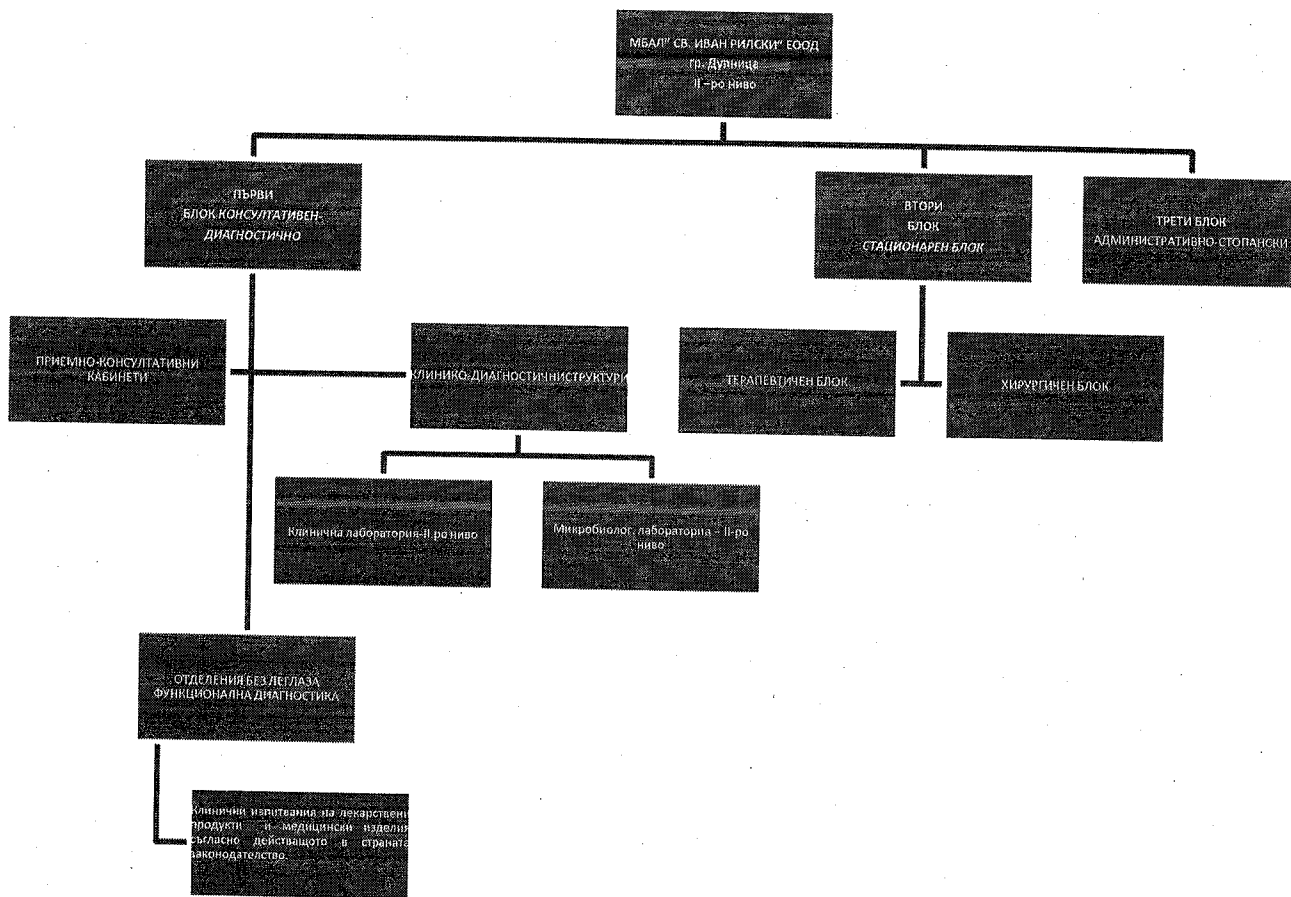 МБАЛ" СВ. ИВАН РИЛСКИ" ЕООД
гр. Дупница
II –ро ниво
ПЪРВИ
БЛОК КОНСУЛТАТИВЕН-
ДИАГНОСТИЧНО
ВТОРИ
БЛОК
СТАЦИОНАРЕН БЛОК
ТРЕТИ БЛОК
АДМИНИСТРАТИВНО-СТОПАНСКИ
ПРИЕМНО-КОНСУЛТАТИВНИ
КАБИНЕТИ
КЛИНИКО-ДИАГНОСТИЧНИСТРУКТУРИ
ТЕРАПЕВТИЧЕН БЛОК
ХИРУРГИЧЕН БЛОК
Клинична лаборатория-II ро ниво
Микробиолог. лаборатория – II-ро
ниво
ОТДЕЛЕНИЯ БЕЗ ЛЕГЛАЗА
ФУНКЦИОНАЛНА ДИАГНОСТИКА
Клинични изпитвания на лекарствени
продукти и медицински изделия
съгласно действащото в страната
законодателство.